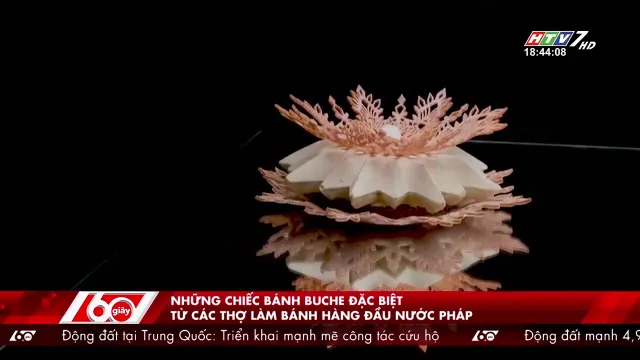 HTV7 HD
18:44:08
60 giây
NHỮNG CHIẾC BÁNH BUCHE ĐẶC BIỆT
TỪ CÁC THỢ LÀM BÁNH HÀNG ĐẦU NƯỚC PHÁP
60 Động đất tại Trung Quốc: Triển khai mạnh mẽ công tác cứu hộ 60 Động đất mạnh 4,9